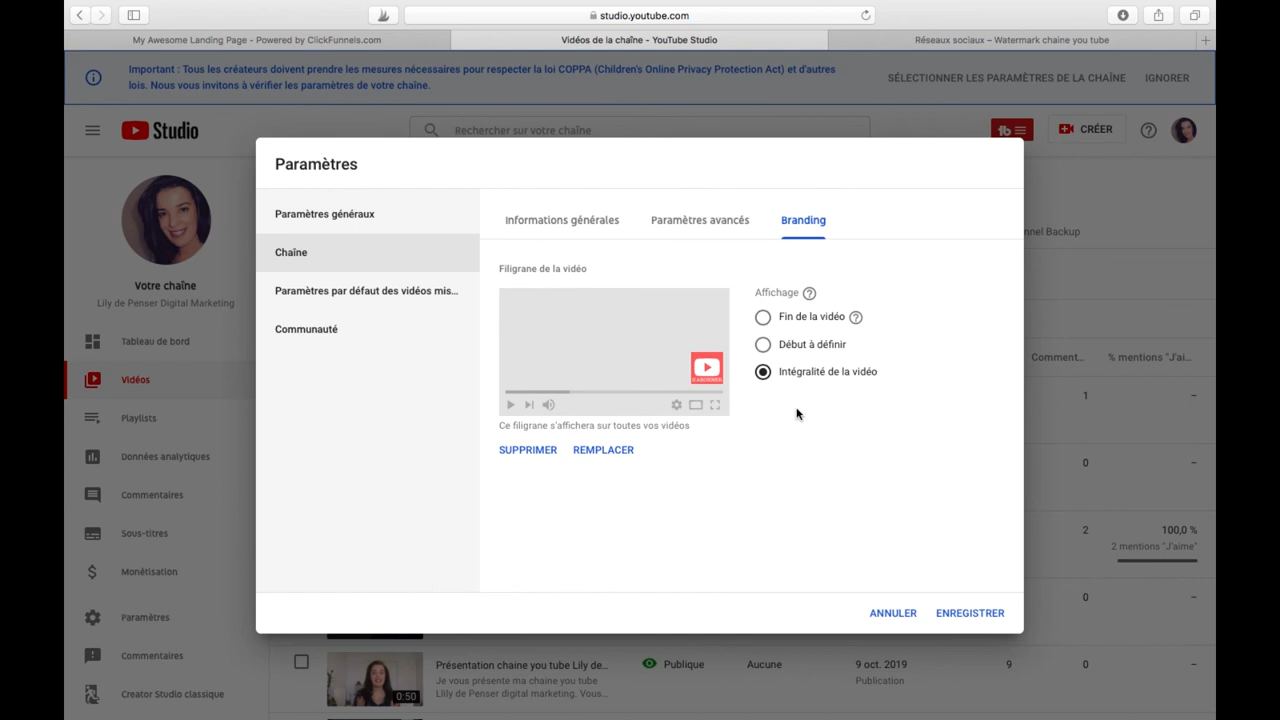 studio.youtube.com
My Awesome Landing Page - Powered by ClickFunnels.com
Vidéos de la chaîne - YouTube Studio
Réseaux sociaux – Watermark chaine you tube
Important : Tous les créateurs doivent prendre les mesures nécessaires pour respecter la loi COPPA (Children's Online Privacy Protection Act) et d'autres
lois. Nous vous invitons à vérifier les paramètres de votre chaîne.
SÉLECTIONNER LES PARAMÈTRES DE LA CHAÎNE
IGNORER
Studio
Rechercher sur votre chaîne
CRÉER
Votre chaîne
Lily de Penser Digital Marketing
Tableau de bord
Vidéos
Playlists
Données analytiques
Commentaires
Sous-titres
Monétisation
Paramètres
Commentaires
Creator Studio classique
Paramètres
Paramètres généraux
Chaîne
Paramètres par défaut des vidéos mis...
Communauté
Informations générales
Paramètres avancés
Branding
Filigrane de la vidéo
S'ABONNER
Ce filigrane s'affichera sur toutes vos vidéos
SUPPRIMER
REMPLACER
Affichage
Fin de la vidéo
Début à définir
Intégralité de la vidéo
ANNULER
ENREGISTRER
nnel Backup
Comment...
% mentions "J'ai...
1
–
0
–
2
100,0 %
2 mentions "J'aime"
0
–
0:50
Présentation chaine you tube Lily de...
Je vous présente ma chaine you tube
Llily de Penser digital marketing. Vous...
Publique
Aucune
9 oct. 2019
Publication
9
0
–